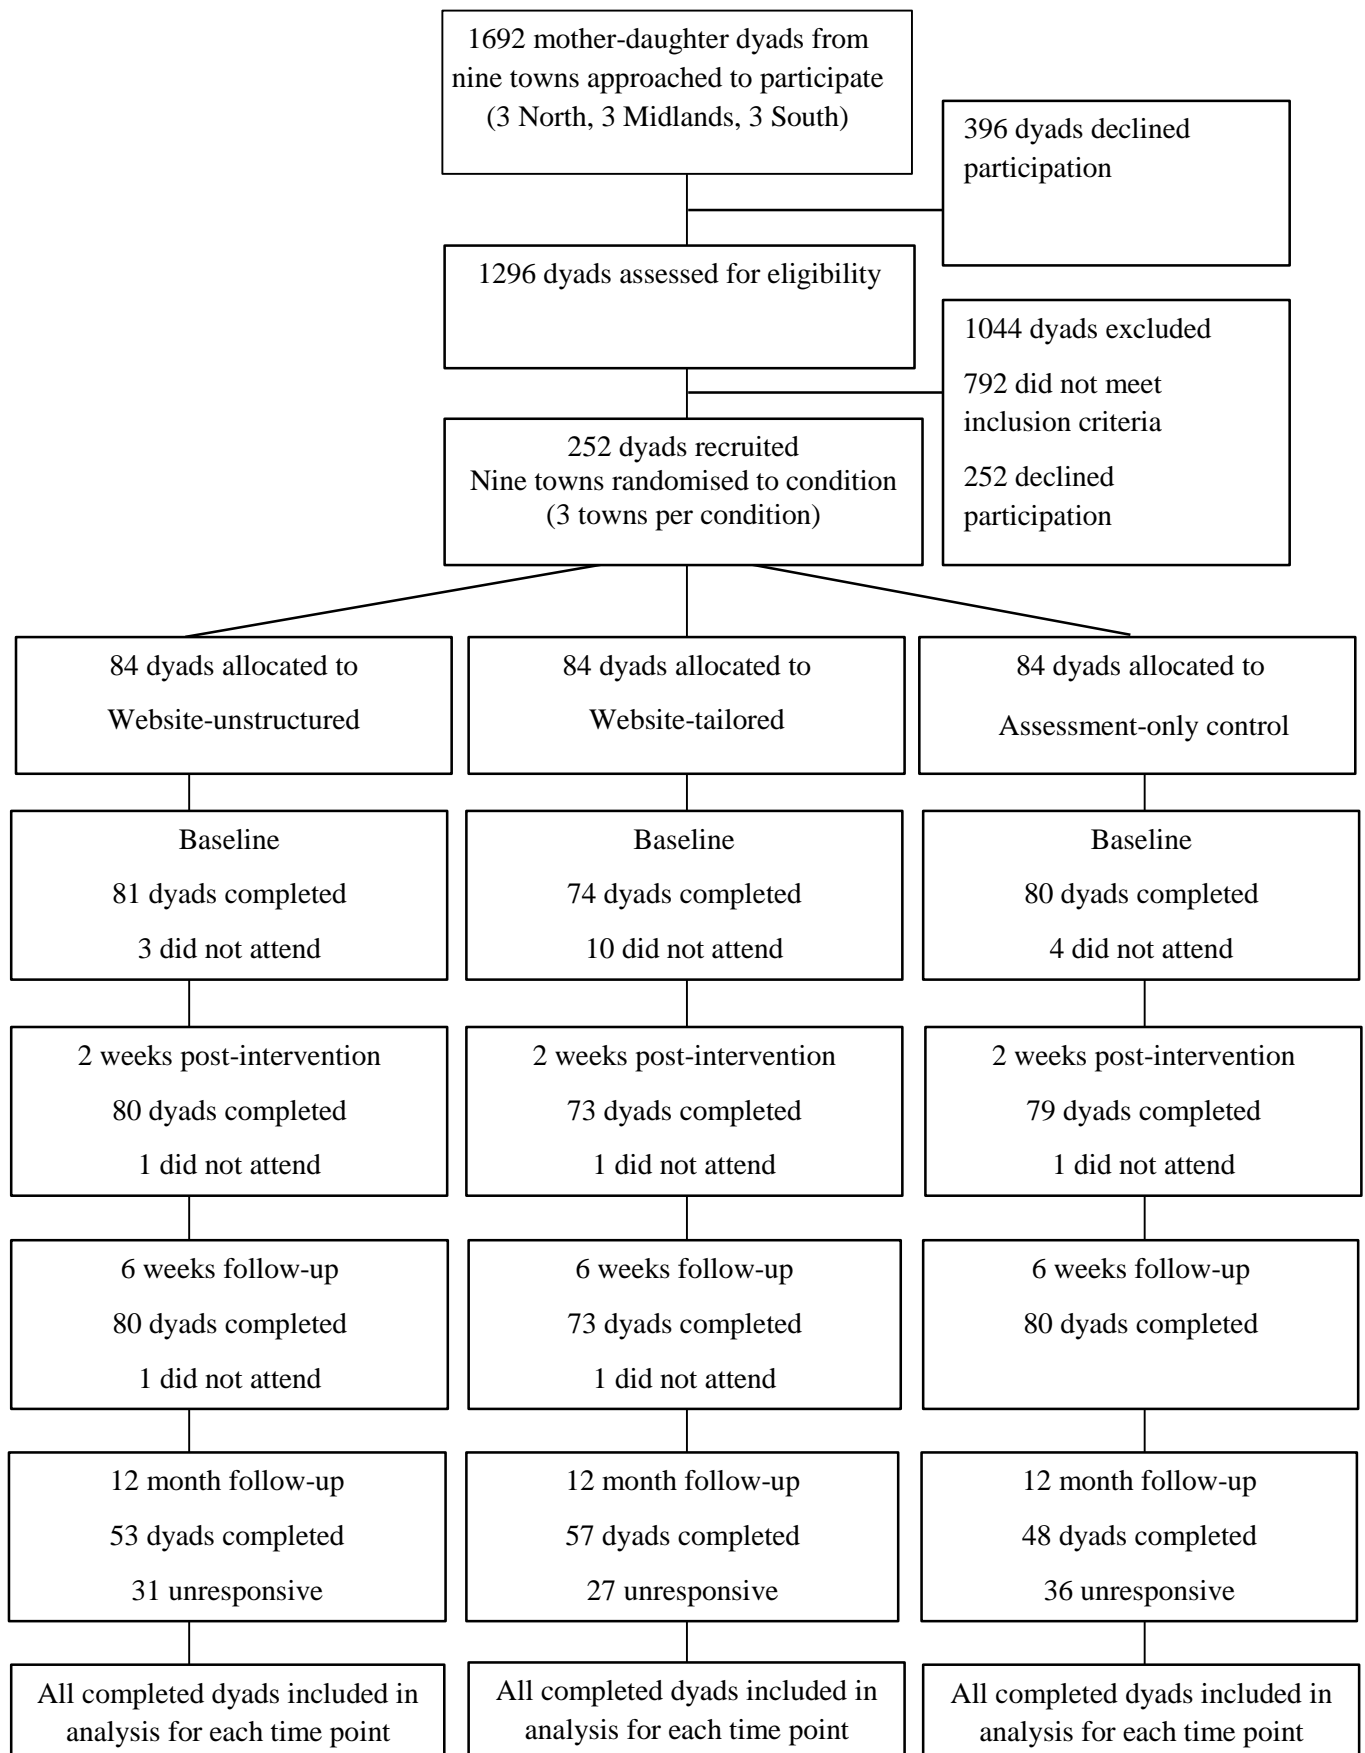 1692 mother-daughter dyads from
nine towns approached to participate
(3 North, 3 Midlands, 3 South)
396 dyads declined
participation
1296 dyads assessed for eligibility
1044 dyads excluded
792 did not meet
inclusion criteria
252 declined
participation
252 dyads recruited
Nine towns randomised to condition
(3 towns per condition)
84 dyads allocated to
Website-unstructured
84 dyads allocated to
Website-tailored
84 dyads allocated to
Assessment-only control
Baseline
81 dyads completed
3 did not attend
Baseline
74 dyads completed
10 did not attend
Baseline
80 dyads completed
4 did not attend
2 weeks post-intervention
80 dyads completed
1 did not attend
2 weeks post-intervention
73 dyads completed
1 did not attend
2 weeks post-intervention
79 dyads completed
1 did not attend
6 weeks follow-up
80 dyads completed
1 did not attend
6 weeks follow-up
73 dyads completed
1 did not attend
6 weeks follow-up
80 dyads completed
12 month follow-up
53 dyads completed
31 unresponsive
12 month follow-up
57 dyads completed
27 unresponsive
12 month follow-up
48 dyads completed
36 unresponsive
All completed dyads included in
analysis for each time point
All completed dyads included in
analysis for each time point
All completed dyads included in
analysis for each time point